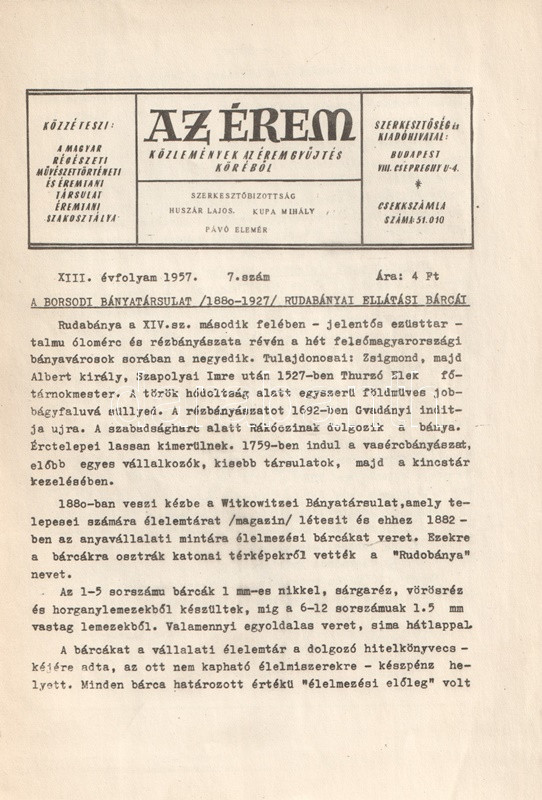 KÖZZÉTESZI:
A MAGYAR
RÉGÉSZETI
MŰVÉSZETTÖRTÉNETI
ÉS ÉREMTANI
TÁRSULAT
ÉREMTANI
SZAKOSZTÁLYA
AZ ÉREM
KÖZLEMÉNYEK AZ ÉREMGYŰJTÉS
KÖRÉBŐL
SZERKESZTŐBIZOTTSÁG
HUSZÁR LAJOS. KUPA MIHÁLY,
PÁVÓ ELEMÉR
SZERKESZTŐSÉG és
KIADÓHIVATAL:
BUDAPEST
VIII. CSEPREGHY U-4.
CSEKKSZÁMLA
SZÁMA: 51.010
XIII. évfolyam 1957. 7.szám Ára: 4 Ft
A BORSODI BÁNYATÁRSULAT /1880-1927/ RUDABÁNYAI ELLÁTÁSI BÁRCÁI
Rudabánya a XIV.sz. második felében - jelentős ezüsttar -
talmu ólomérc és rézbányászata révén a hét felsőmagyarországi
bányavárosok sorában a negyedik. Tulajdonosai: Zsigmond, majd
Albert király, Szapolyai Imre után 1527-ben Thurzó Elek fő-
tárnokmester. A török hódoltság alatt egyszerű földmüves job-
bágyfaluvá süllyed. A rézbányászatot 1692-ben Gvadányi indit-
ja ujra. A szabadságharc alatt Rákóczinak dolgozik a bánya.
Érctelepei lassan kimerülnek. 1759-ben indul a vasércbányászat,
előbb egyes vállalkozók, kisebb társulatok, majd a kincstár
kezelésében.
1880-ban veszi kézbe a Witkowitzei Bányatársulat,amely te-
lepesei számára élelemtárat /magazin/ létesit és ehhez 1882 -
ben az anyavállalati mintára élelmezési bárcákat veret. Ezekre
a bárcákra osztrák katonai térképekről vették a "Rudobánya"
nevet.
Az 1-5 sorszámu bárcák 1 mm-es nikkel, sárgaréz, vörösréz
és horganylemezekből készültek, mig a 6-12 sorszámuak 1.5 mm
vastag lemezekből. Valamennyi egyoldalas veret, sima hátlappal.
A bárcákat a vállalati élelemtár a dolgozó hitelkönyvecs -
kéjére adta, az ott nem kapható élelmiszerekre - készpénz he-
lyett. Minden bárca határozott értékü "élelmezési előleg" volt